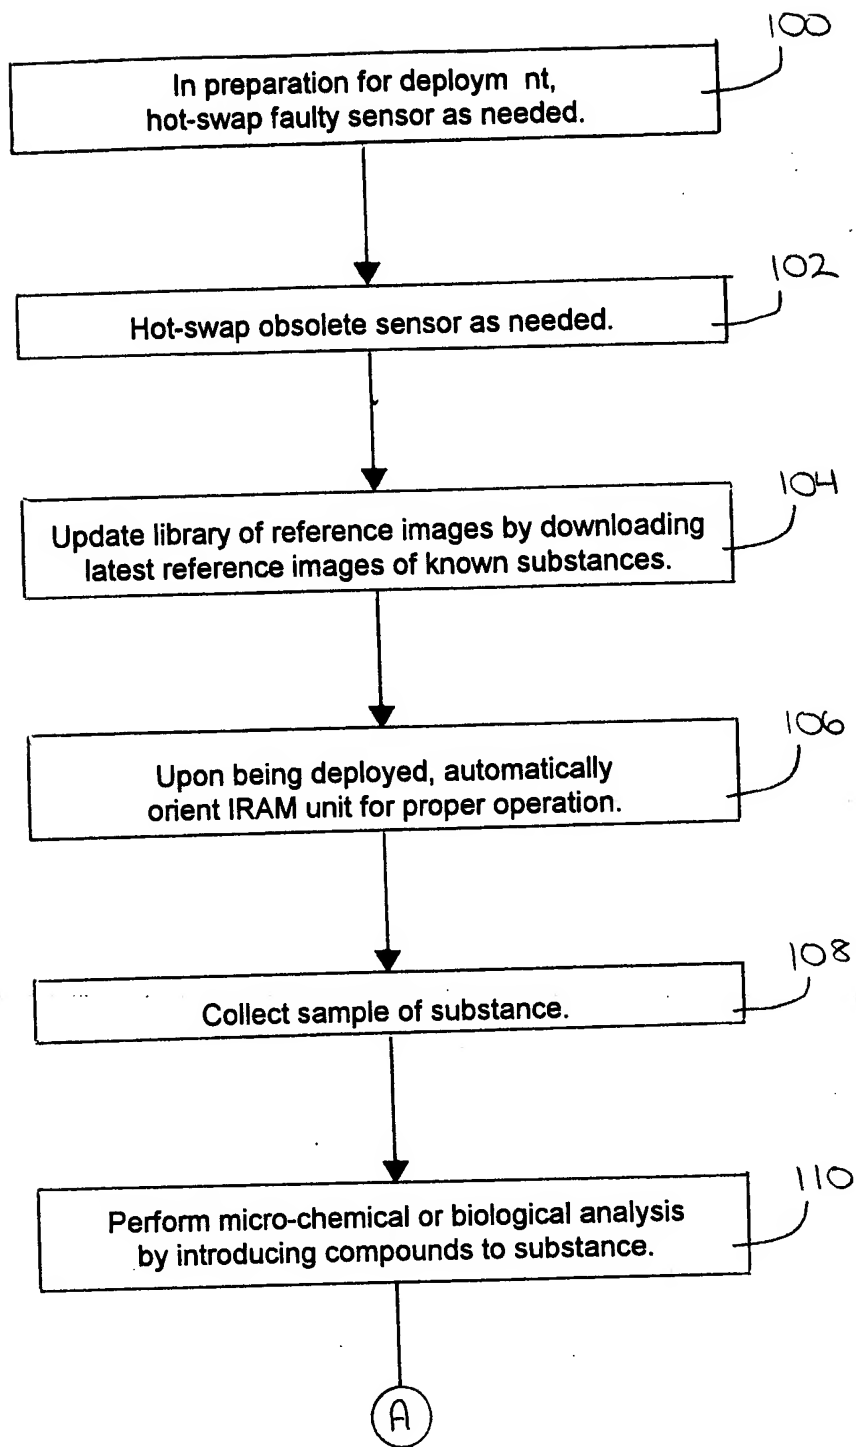 100
In preparation for deploym nt,
hot-swap faulty sensor as needed.
102
Hot-swap obsolete sensor as needed.
104
Update library of reference images by downloading
latest reference images of known substances.
106
Upon being deployed, automatically
orient IRAM unit for proper operation.
108
Collect sample of substance.
110
Perform micro-chemical or biological analysis
by introducing compounds to substance.
A